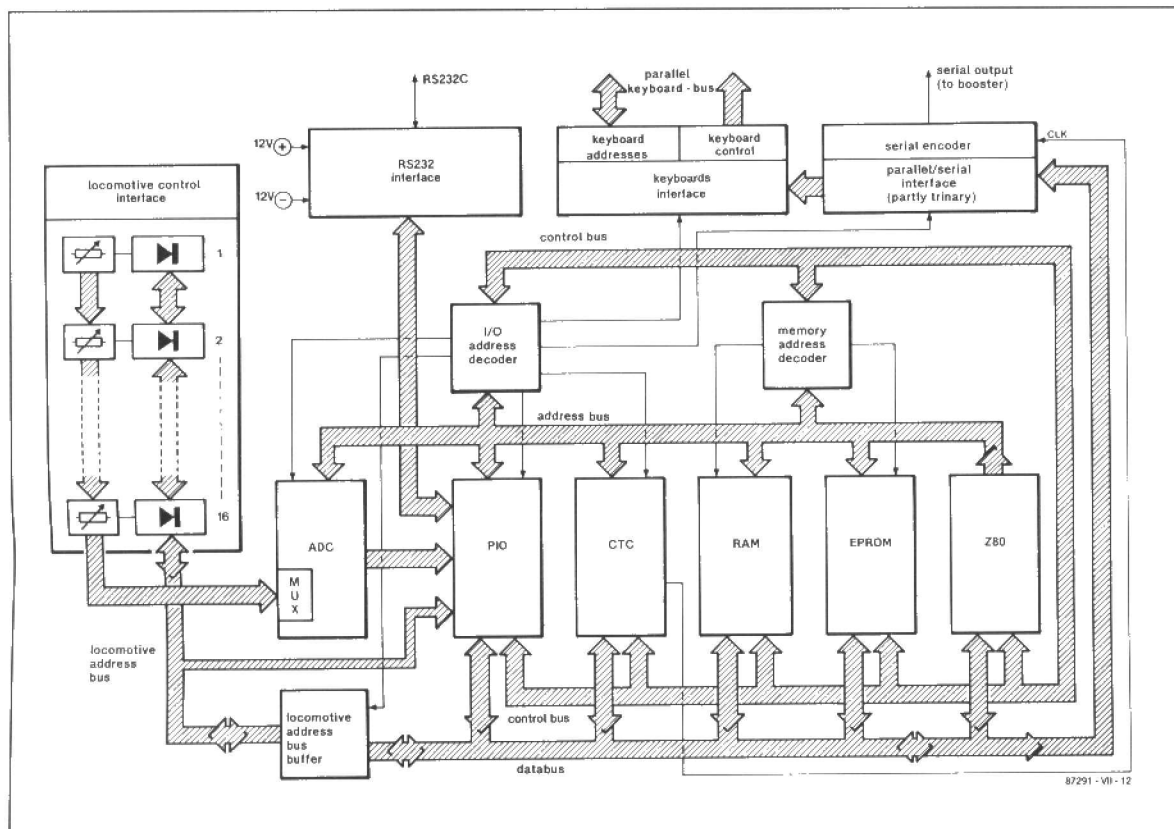 RS232C
parallel
keyboard - bus
serial output
(to booster)
12V +
12V −
RS232
interface
keyboard
addresses
keyboard
control
keyboards
interface
serial encoder
parallel/serial
interface
(partly trinary)
CLK
locomotive control
interface
1
2
16
control bus
I/O
address
decoder
memory
address
decoder
address bus
ADC
MUX
PIO
CTC
RAM
EPROM
Z80
locomotive
address
bus
locomotive
address
bus
buffer
control bus
databus
87291 - VII - 12